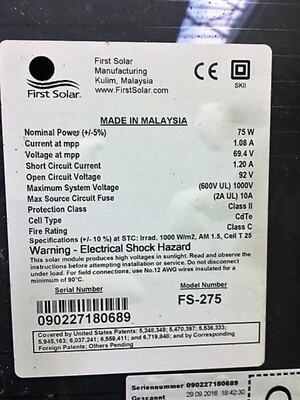 First Solar
Manufacturing
Kulim, Malaysia
www.FirstSolar.com
CE
SKII
First Solar.
MADE IN MALAYSIA
Nominal Power (+/-5%) 75 W
Current at mpp 1.08 A
Voltage at mpp 69.4 V
Short Circuit Current 1.20 A
Open Circuit Voltage 92 V
Maximum System Voltage (600V UL) 1000V
Max Source Circuit Fuse (2A UL) 10A
Protection Class Class II
Cell Type CdTe
Fire Rating Class C
Specifications (+/- 10 %) at STC: Irrad. 1000 W/m2, AM 1.5, Cell T 25
Warning - Electrical Shock Hazard
This solar module produces high voltages in sunlight. Read and observe the
instructions before attempting installation or service. Do not disconnect
under load. For field connections, use No.12 AWG wires insulated for a
minimum of 90°C.
Serial Number Model Number
090227180689 FS-275
Covered by United States Patents: 5,248,349; 5,470,397; 5,536,333;
5,945,163; 6,037,241; 6,559,411; and 6,719,848; and by Corresponding
Foreign Patents. Other Patents Pending
Seriennummer 090227180689
Gescannt 29.09.2016 19:42:30